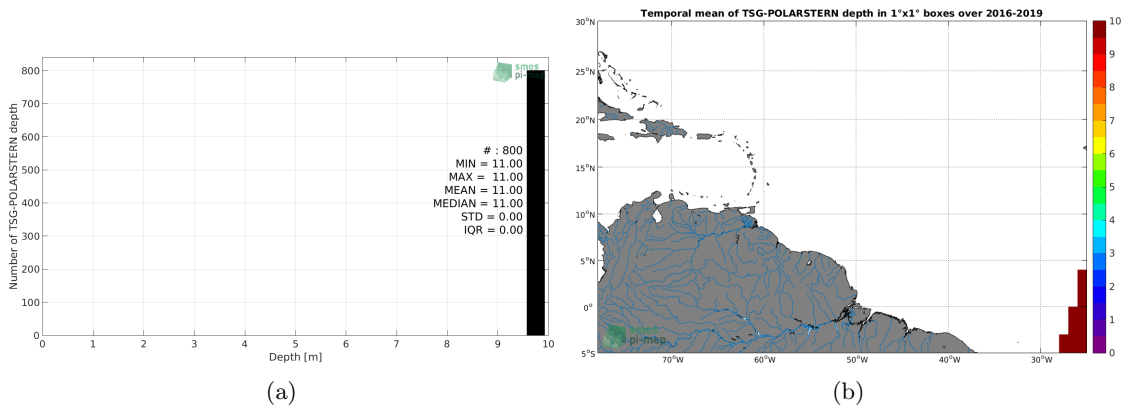 800
700
600
500
400
300
200
100
0
Number of TSG-POLARSTERN depth
smos
pi-mep
# : 800
MIN = 11.00
MAX = 11.00
MEAN = 11.00
MEDIAN = 11.00
STD = 0.00
IQR = 0.00
0 1 2 3 4 5 6 7 8 9 10
Depth [m]
(a)
Temporal mean of TSG-POLARSTERN depth in 1°x1° boxes over 2016-2019
30°N
25°N
20°N
15°N
10°N
5°N
0°
5°S
70°W 60°W 50°W 40°W 30°W
smos
pi-mep
10
9
8
7
6
5
4
3
2
1
0
(b)